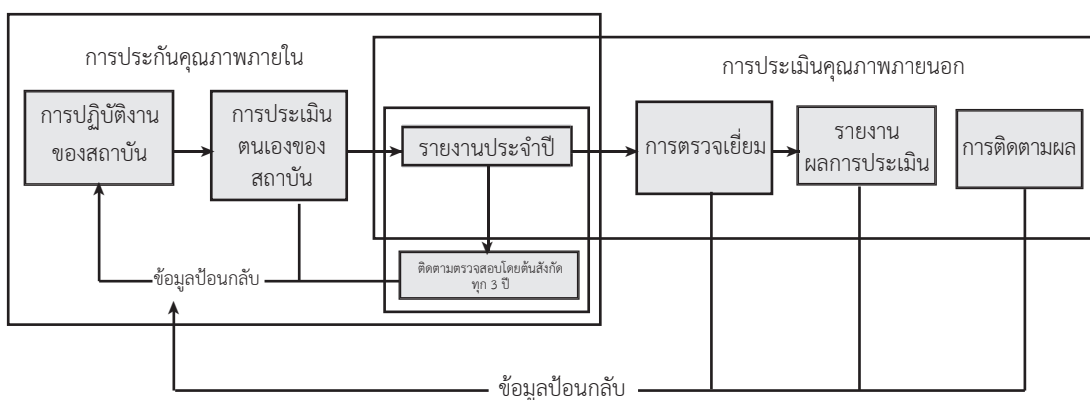 การประกันคุณภาพภายใน
การประเมินคุณภาพภายนอก
การปฏิบัติงาน
ของสถาบัน
การประเมิน
ตนเองของ
สถาบัน
รายงานประจำปี
การตรวจเยี่ยม
รายงาน
ผลการประเมิน
การติดตามผล
ติดตามตรวจสอบโดยต้นสังกัด
ทุก 3 ปี
ข้อมูลป้อนกลับ
ข้อมูลป้อนกลับ